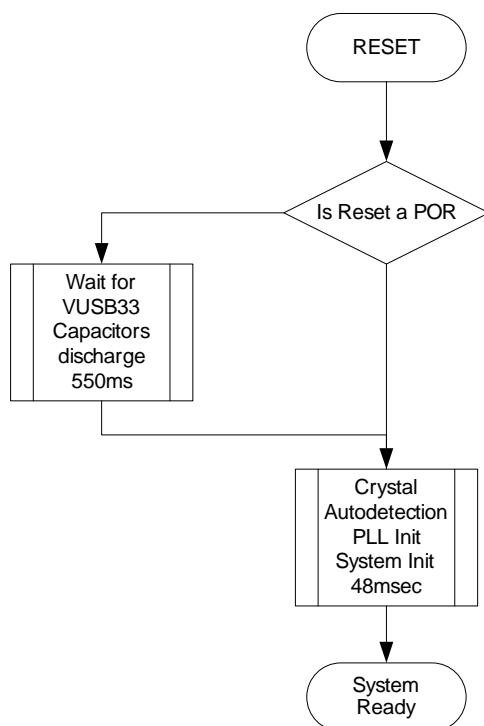 RESET
Is Reset a POR
Wait for
VUSB33
Capacitors
discharge
550ms
Crystal
Autodetection
PLL Init
System Init
48msec
System
Ready